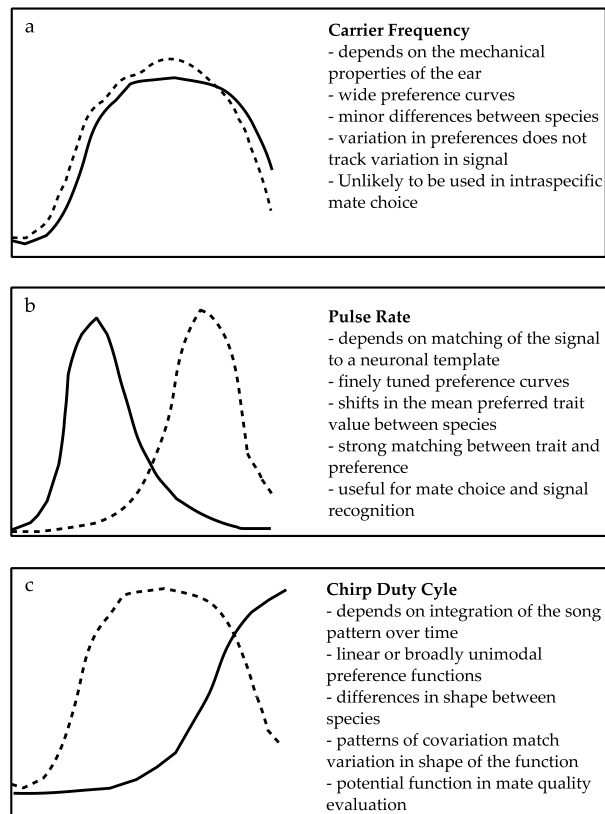 a
Carrier Frequency
- depends on the mechanical
properties of the ear
- wide preference curves
- minor differences between species
- variation in preferences does not
track variation in signal
- Unlikely to be used in intraspecific
mate choice
b
Pulse Rate
- depends on matching of the signal
to a neuronal template
- finely tuned preference curves
- shifts in the mean preferred trait
value between species
- strong matching between trait and
preference
- useful for mate choice and signal
recognition
c
Chirp Duty Cyle
- depends on integration of the song
pattern over time
- linear or broadly unimodal
preference functions
- differences in shape between
species
- patterns of covariation match
variation in shape of the function
- potential function in mate quality
evaluation